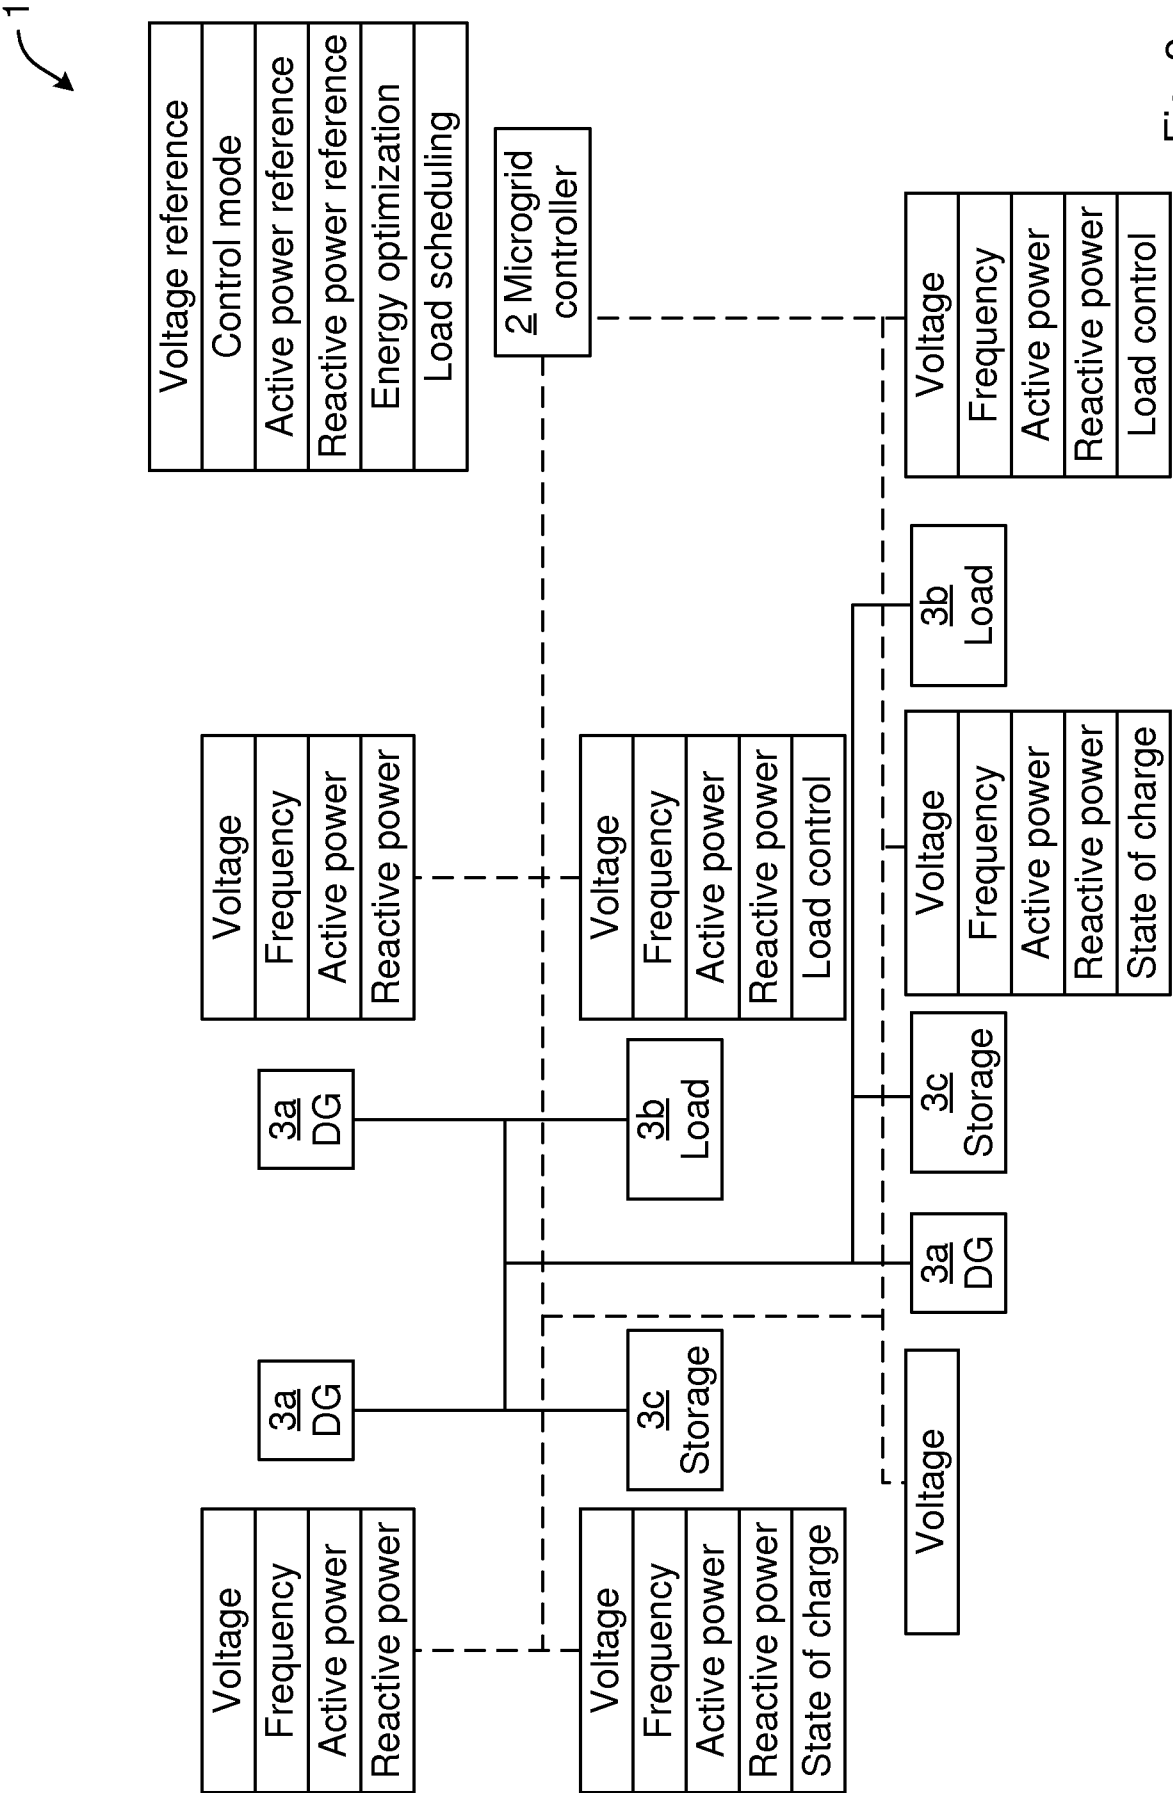 1
Voltage
Frequency
Active power
Reactive power
3a
DG
3a
DG
Voltage
Frequency
Active power
Reactive power
Voltage reference
Control mode
Active power reference
Reactive power reference
Energy optimization
Load scheduling
2 Microgrid
controller
Voltage
Frequency
Active power
Reactive power
State of charge
3c
Storage
3b
Load
Voltage
Frequency
Active power
Reactive power
Load control
Voltage
3a
DG
3c
Storage
Voltage
Frequency
Active power
Reactive power
State of charge
3b
Load
Voltage
Frequency
Active power
Reactive power
Load control